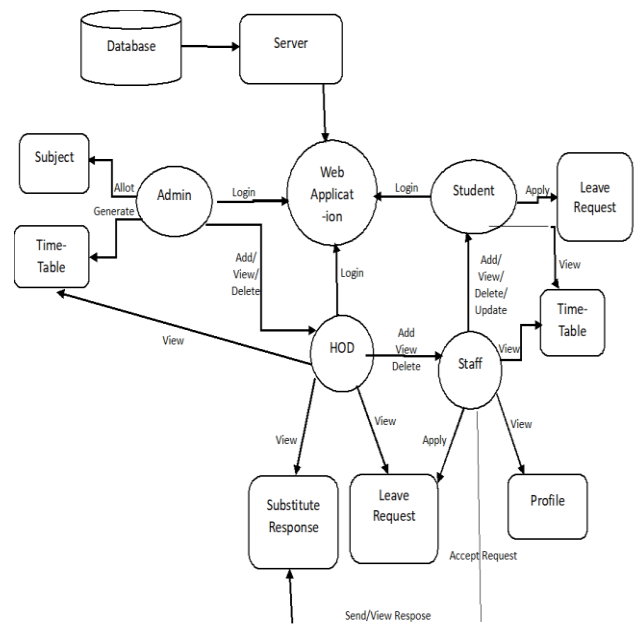 Database
Server
Subject
Allot
Admin
Login
Web
Applicat
-ion
Login
Student
Apply
Leave
Request
Generate
Time-
Table
Add/
View/
Delete
Login
Add/
View/
Delete/
Update
View
Time-
Table
View
HOD
Add
View
Delete
Staff
View
View
View
Apply
View
Substitute
Response
Leave
Request
Profile
Accept Request
Send/View Respose